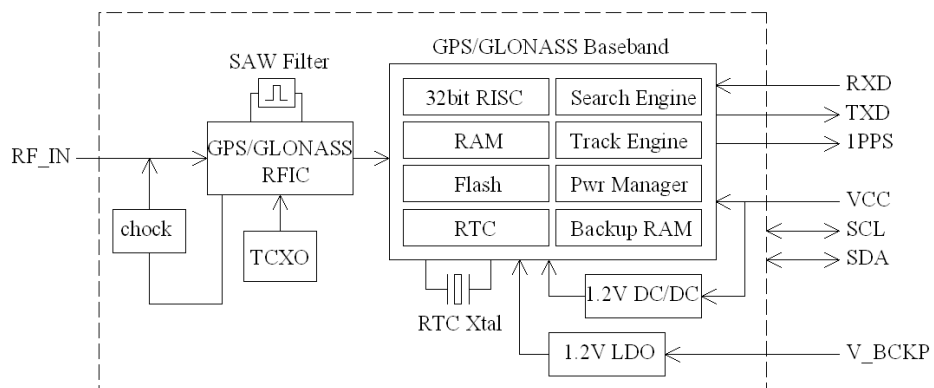 GPS/GLONASS Baseband
SAW Filter
32bit RISC
Search Engine
RXD
TXD
RAM
Track Engine
1PPS
RF_IN
GPS/GLONASS
RFIC
Flash
Pwr Manager
VCC
chock
RTC
Backup RAM
SCL
TCXO
SDA
1.2V DC/DC
RTC Xtal
1.2V LDO
V_BCKP